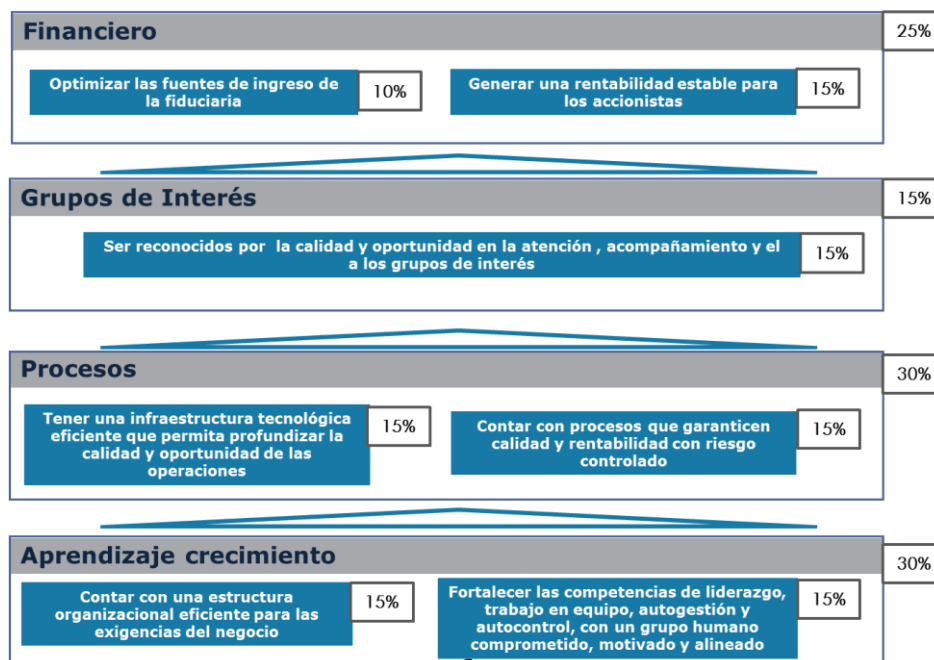 Financiero
25%
Optimizar las fuentes de ingreso de
la fiduciaria
10%
Generar una rentabilidad estable para
los accionistas
15%
Grupos de Interés
15%
Ser reconocidos por la calidad y oportunidad en la atención , acompañamiento y el
a los grupos de interés
15%
Procesos
30%
Tener una infraestructura tecnológica
eficiente que permita profundizar la
calidad y oportunidad de las
operaciones
15%
Contar con procesos que garanticen
calidad y rentabilidad con riesgo
controlado
15%
Aprendizaje crecimiento
30%
Contar con una estructura
organizacional eficiente para las
exigencias del negocio
15%
Fortalecer las competencias de liderazgo,
trabajo en equipo, autogestión y
autocontrol, con un grupo humano
comprometido, motivado y alineado
15%